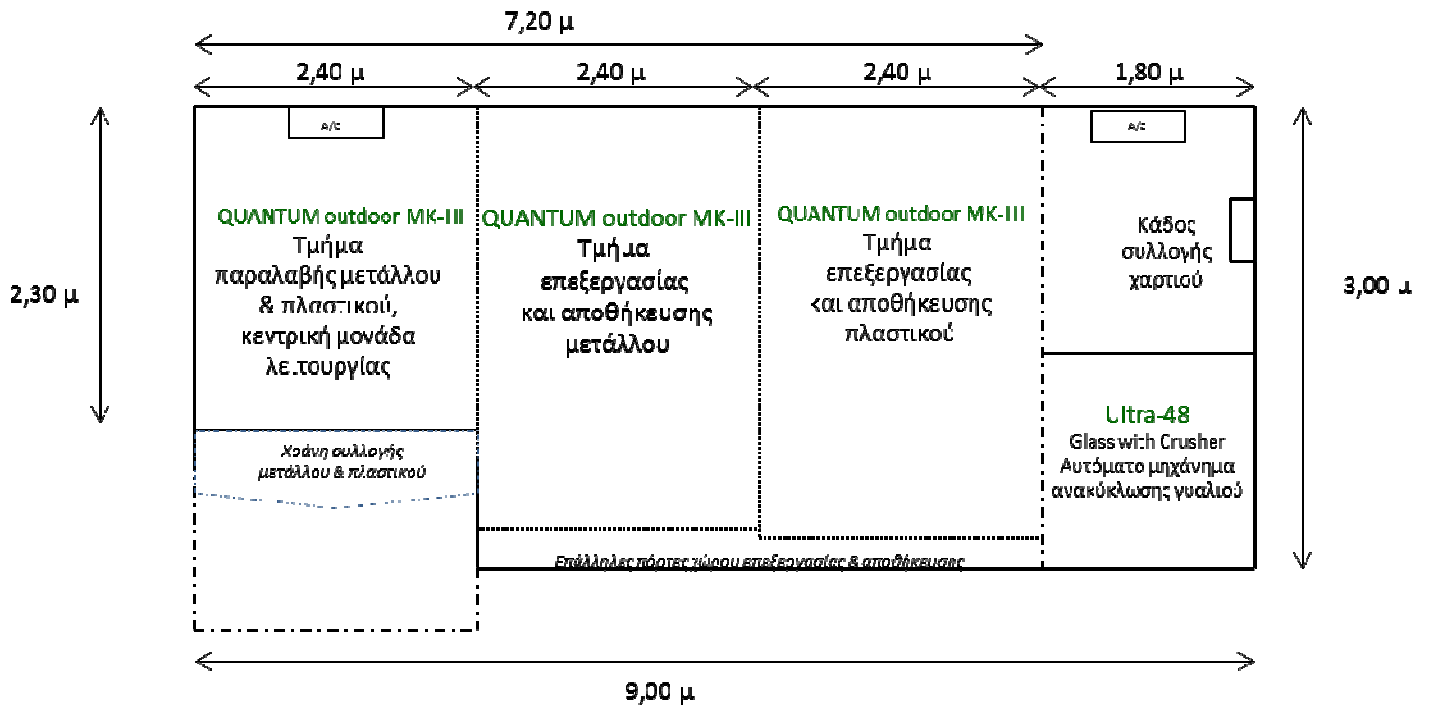 7,20 μ
2,40 μ
2,40 μ
2,40 μ
1,80 μ
A/C
A/C
2,30 μ
QUANTUM outdoor MK-III
Τμήμα
παραλαβής μετάλλου
& πλαστικού,
κεντρική μονάδα
λειτουργίας
Χοάνη συλλογής
μετάλλου & πλαστικού
QUANTUM outdoor MK-III
Τμήμα
επεξεργασίας
και αποθήκευσης
μετάλλου
QUANTUM outdoor MK-III
Τμήμα
επεξεργασίας
και αποθήκευσης
πλαστικού
Επάλληλες πόρτες χώρου επεξεργασίας & αποθήκευσης
Κάδος
συλλογής
χαρτιού
Ultra-48
Glass with Crusher
Αυτόματο μηχάνημα
ανακύκλωσης γυαλιού
3,00 μ
9,00 μ